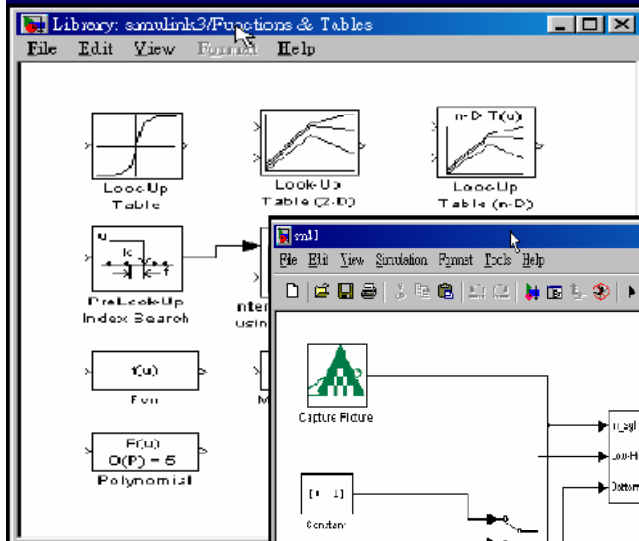 Library: simulink3/Functions & Tables
File Edit View Format Help
n-D T(u)
Look-Up
Table
Look-Up
Table (2-D)
Look-Up
Table (n-D)
u
k
f
PreLook-Up
Index Search
using
f(u)
Fcn
P(u)
O(P) = 5
Polynomial
File Edit View Simulation Format Tools Help
Capture Picture
Constant